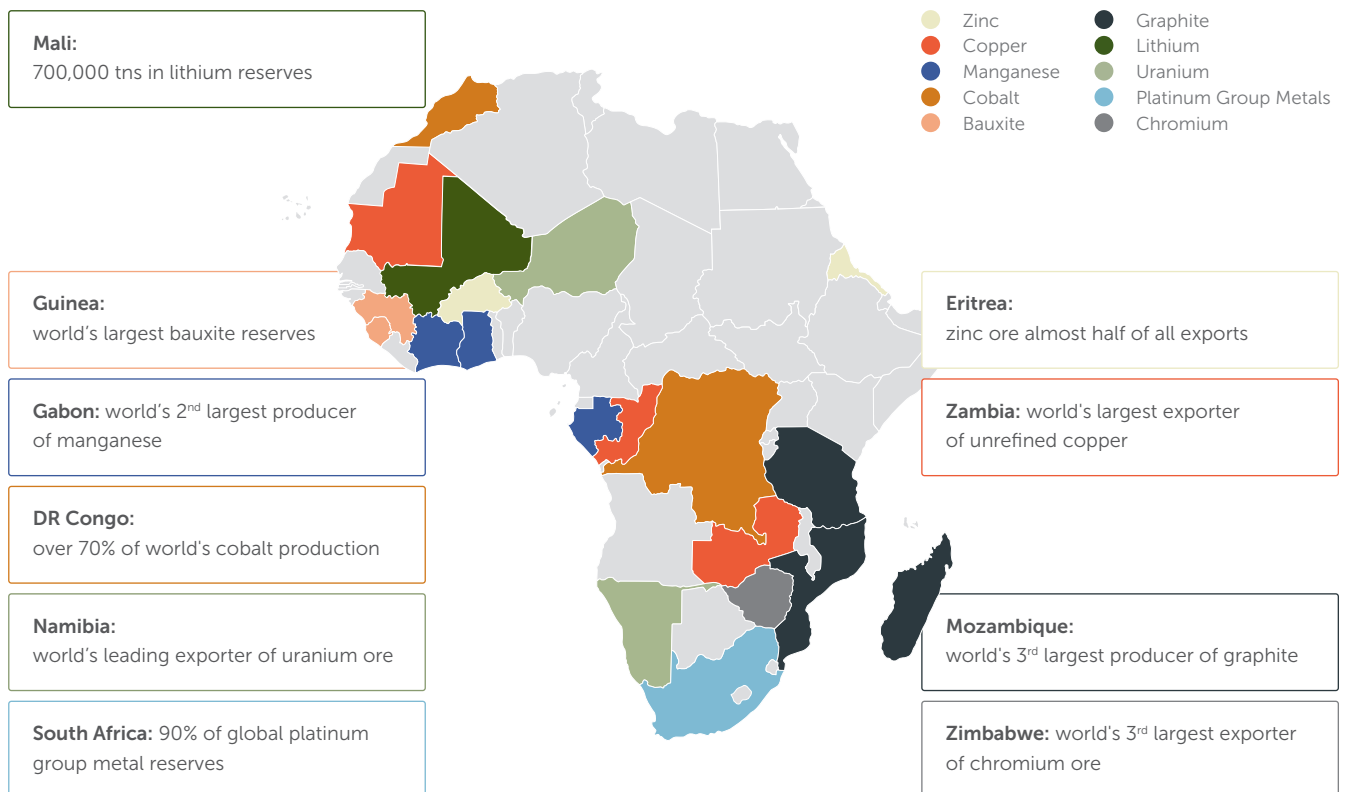 Mali:
700,000 tns in lithium reserves
Zinc
Copper
Manganese
Cobalt
Bauxite
Graphite
Lithium
Uranium
Platinum Group Metals
Chromium
Guinea:
world’s largest bauxite reserves
Gabon: world’s 2nd largest producer
of manganese
DR Congo:
over 70% of world's cobalt production
Namibia:
world’s leading exporter of uranium ore
South Africa: 90% of global platinum
group metal reserves
Eritrea:
zinc ore almost half of all exports
Zambia: world's largest exporter
of unrefined copper
Mozambique:
world's 3rd largest producer of graphite
Zimbabwe: world's 3rd largest exporter
of chromium ore